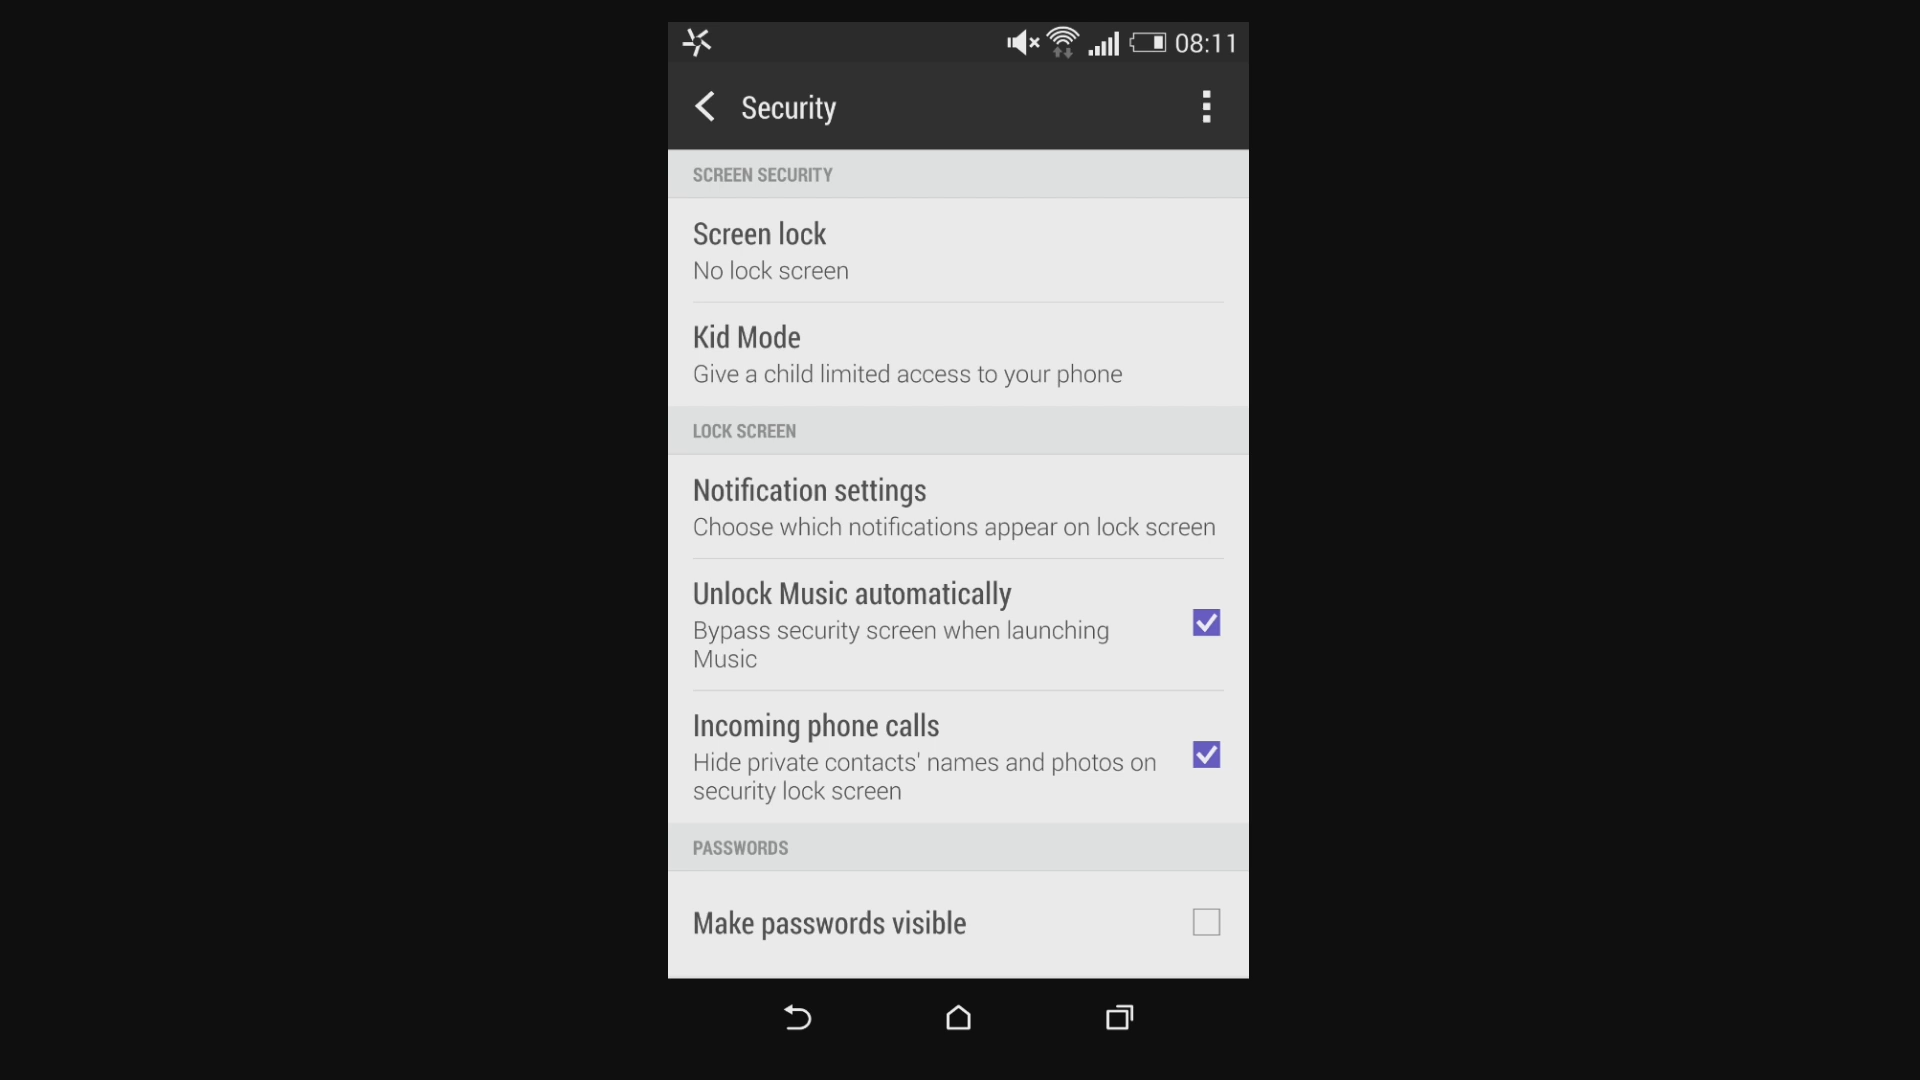 08:11
Security
SCREEN SECURITY
Screen lock
No lock screen
Kid Mode
Give a child limited access to your phone
LOCK SCREEN
Notification settings
Choose which notifications appear on lock screen
Unlock Music automatically
Bypass security screen when launching
Music
Incoming phone calls
Hide private contacts' names and photos on
security lock screen
PASSWORDS
Make passwords visible